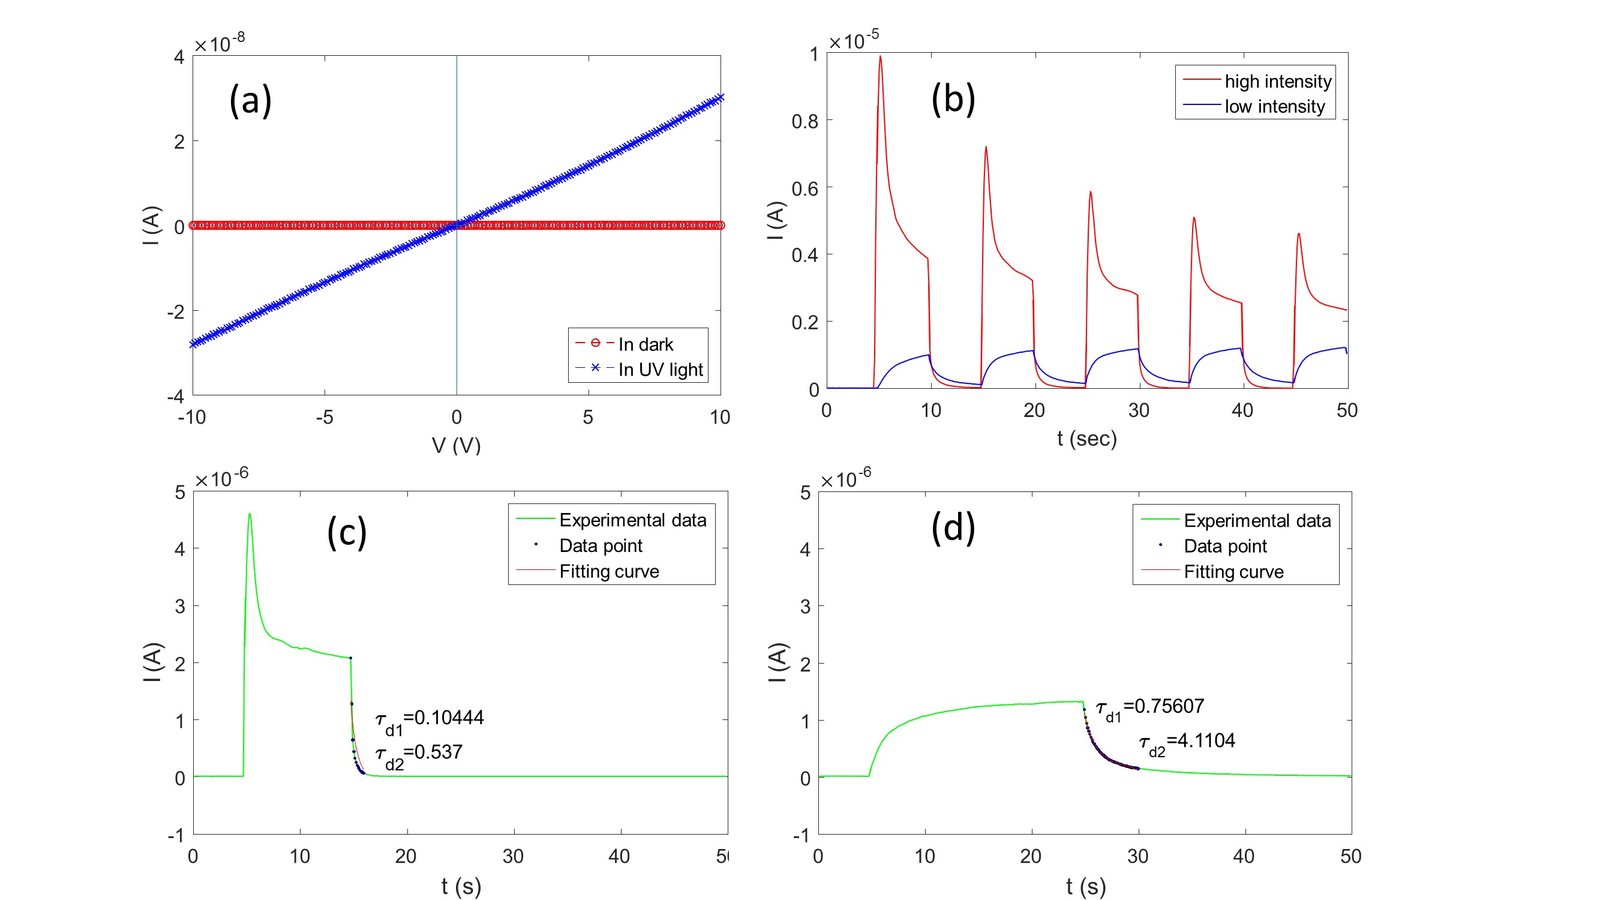 ×10-8
(a)
4
2
0
-2
-4
I (A)
In dark
In UV light
-10
-5
0
5
10
V (V)
×10-5
(b)
high intensity
low intensity
1
0.8
0.6
0.4
0.2
0
I (A)
0
10
20
30
40
50
t (sec)
×10-6
(c)
Experimental data
Data point
Fitting curve
5
4
3
2
1
0
-1
I (A)
τd1=0.10444
τd2=0.537
0
10
20
30
40
t (s)
×10-6
(d)
Experimental data
Data point
Fitting curve
5
4
3
2
1
0
-1
I (A)
τd1=0.75607
τd2=4.1104
0
10
20
30
40
50
t (s)